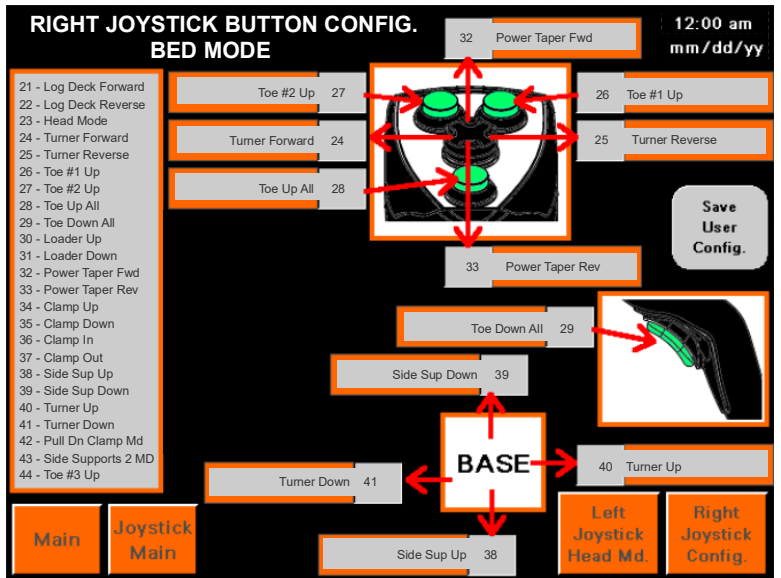 RIGHT JOYSTICK BUTTON CONFIG.
BED MODE
12:00 am
mm/dd/yy
32 Power Taper Fwd
21 - Log Deck Forward
22 - Log Deck Reverse
23 - Head Mode
24 - Turner Forward
25 - Turner Reverse
26 - Toe #1 Up
27 - Toe #2 Up
28 - Toe Up All
29 - Toe Down All
30 - Loader Up
31 - Loader Down
32 - Power Taper Fwd
33 - Power Taper Rev
34 - Clamp Up
35 - Clamp Down
36 - Clamp In
37 - Clamp Out
38 - Side Sup Up
39 - Side Sup Down
40 - Turner Up
41 - Turner Down
42 - Pull Dn Clamp Md
43 - Side Supports 2 MD
44 - Toe #3 Up
Toe #2 Up 27
26 Toe #1 Up
Turner Forward 24
25 Turner Reverse
Toe Up All 28
Save
User
Config.
33 Power Taper Rev
Toe Down All 29
Side Sup Down 39
BASE
40 Turner Up
Turner Down 41
Side Sup Up 38
Main
Joystick
Main
Left
Joystick
Head Md.
Right
Joystick
Config.